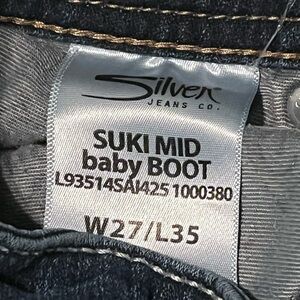 Silver
JEANS CO.
SUKI MID
baby BOOT
L93514SAI425 1000380
W27/L35